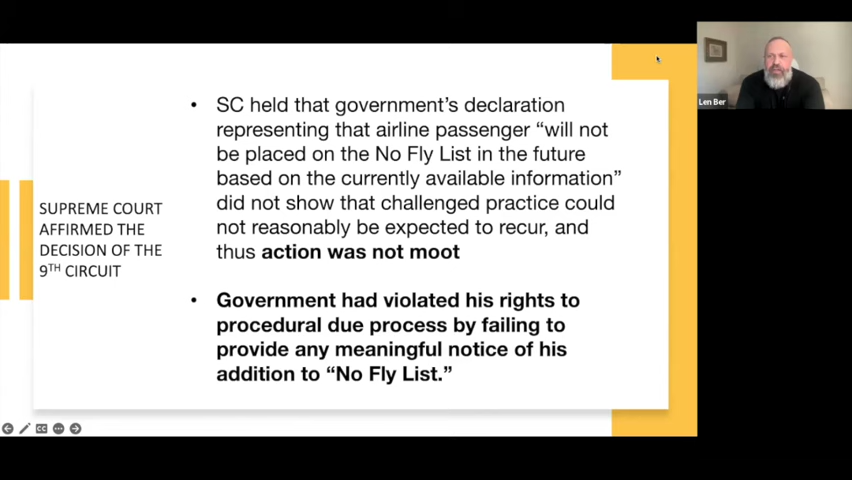 SUPREME COURT
AFFIRMED THE
DECISION OF THE
9TH CIRCUIT
• SC held that government’s declaration
representing that airline passenger “will not
be placed on the No Fly List in the future
based on the currently available information”
did not show that challenged practice could
not reasonably be expected to recur, and
thus action was not moot
• Government had violated his rights to
procedural due process by failing to
provide any meaningful notice of his
addition to “No Fly List.”
Len Ber
CC